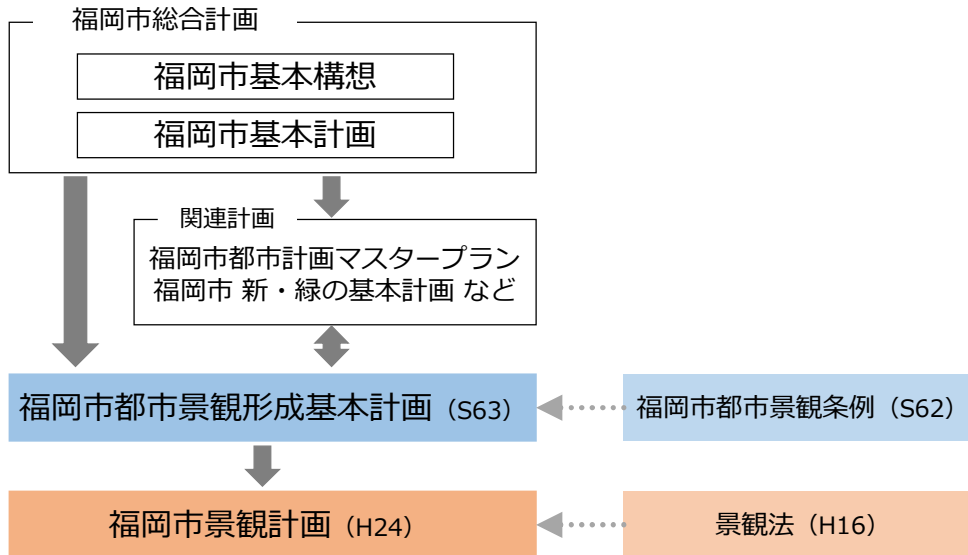 福岡市総合計画
福岡市基本構想
福岡市基本計画
関連計画
福岡市都市計画マスタープラン
福岡市 新・緑の基本計画 など
福岡市都市景観形成基本計画（S63）
福岡市都市景観条例（S62）
福岡市景観計画（H24）
景観法（H16）